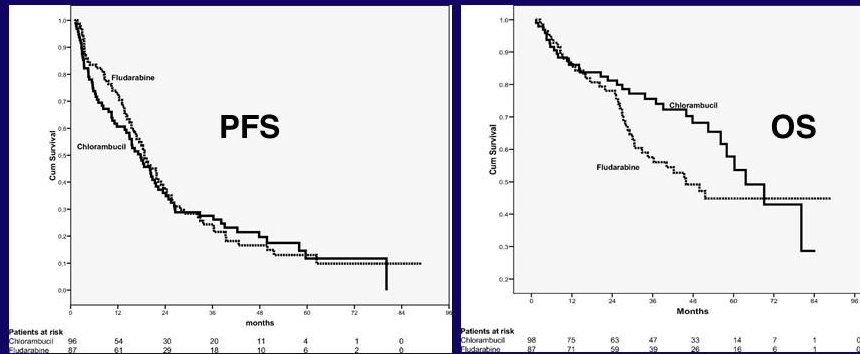 PFS
Cum Survival
1,0
0,9
0,8
0,7
0,6
0,5
0,4
0,3
0,2
0,1
0,0
Fludarabine
Chlorambucil
0 12 24 36 48 60 72 84 96
months
Patients at risk
Chlorambucil 96 54 30 20 11 4 1 0
Fludarabine 87 61 29 18 10 6 2 0
OS
Cum Survival
1,0
0,9
0,8
0,7
0,6
0,5
0,4
0,3
0,2
Chlorambucil
Fludarabine
0 12 24 36 48 60 72 84 96
Months
Patients at risk
Chlorambucil 98 75 63 47 33 14 7 1 0
Fludarabine 87 71 59 39 26 16 6 1 0